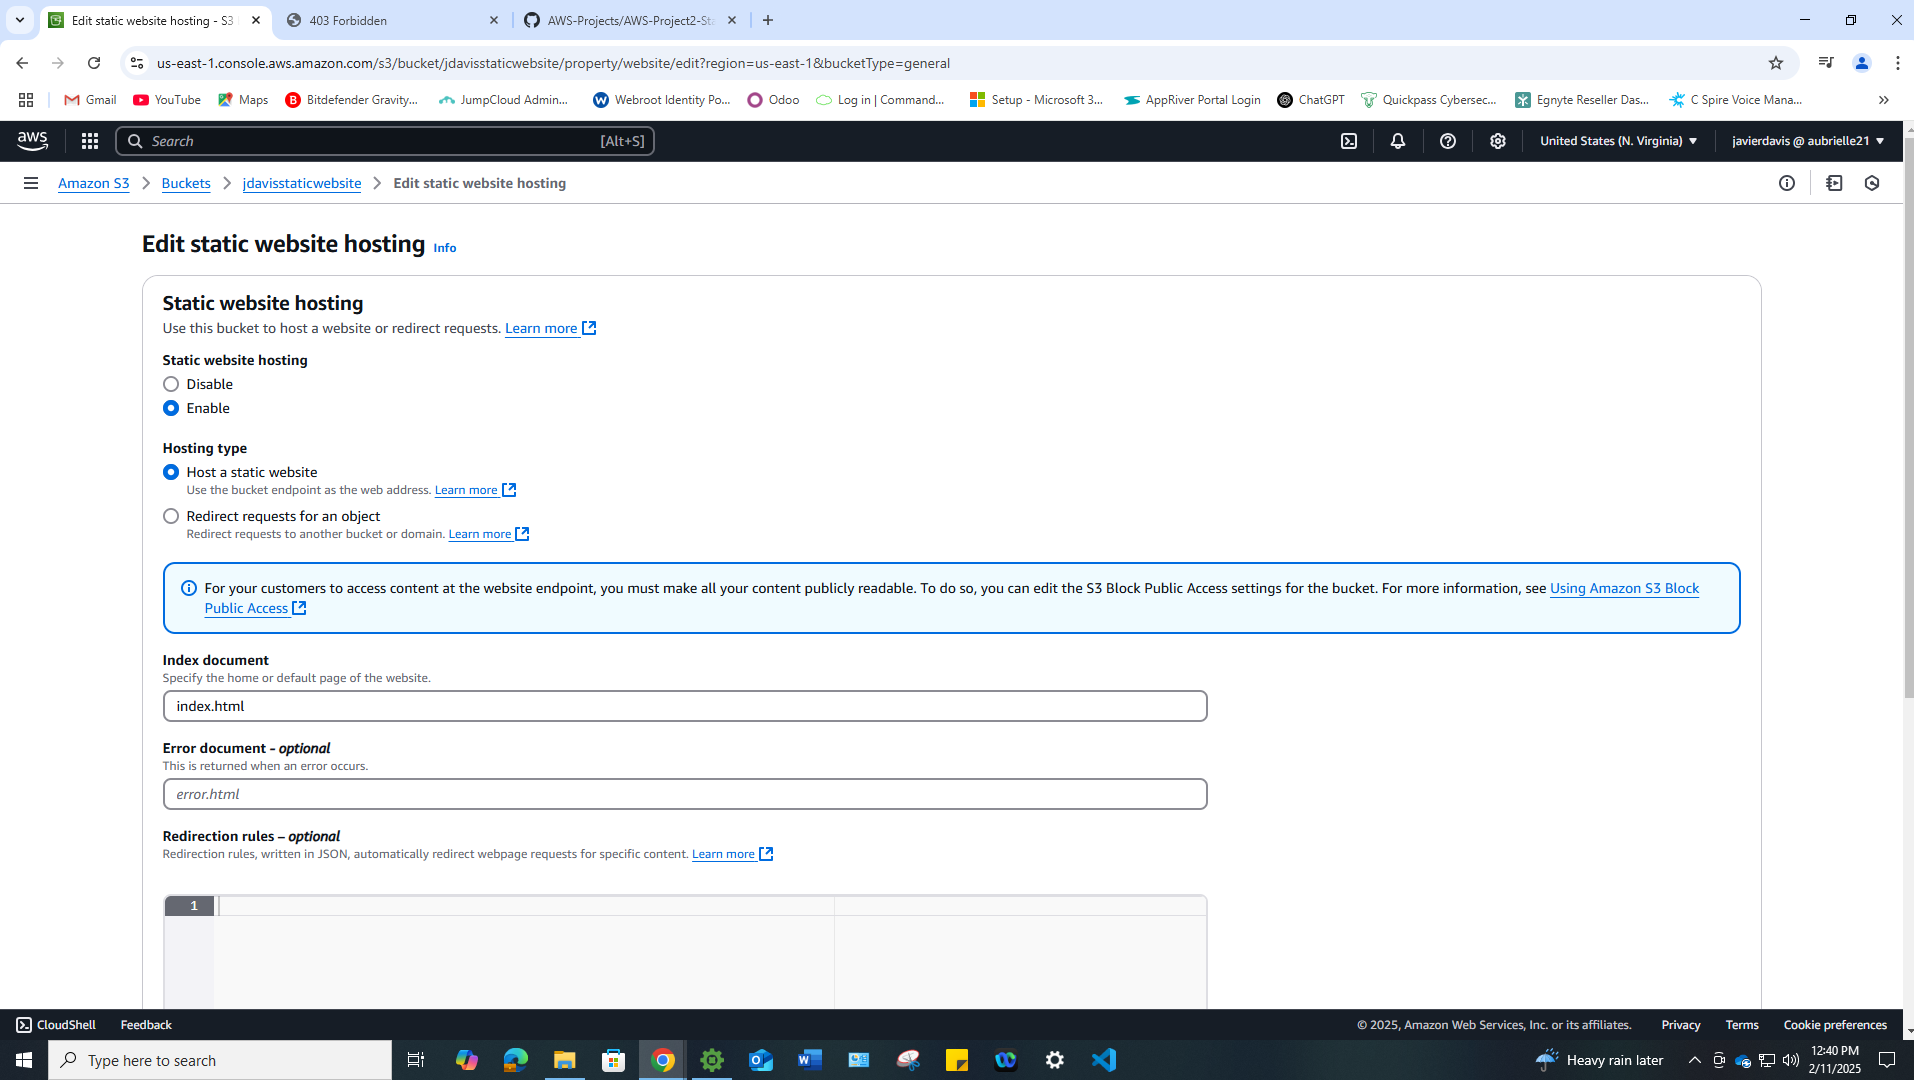 Edit static website hosting - S3
403 Forbidden
AWS-Projects/AWS-Project2-Sta
us-east-1.console.aws.amazon.com/s3/bucket/jdavisstaticwebsite/property/website/edit?region=us-east-1&bucketType=general
Gmail
YouTube
Maps
Bitdefender Gravity...
JumpCloud Admin...
Webroot Identity Po...
Odoo
Log in | Command...
Setup - Microsoft 3...
AppRiver Portal Login
ChatGPT
Quickpass Cybersec...
Egnyte Reseller Das...
C Spire Voice Mana...
aws
Search
[Alt+S]
United States (N. Virginia)
javierdavis @ aubrielle21
Amazon S3
Buckets
jdavisstaticwebsite
Edit static website hosting
Edit static website hosting Info
Static website hosting
Use this bucket to host a website or redirect requests. Learn more
Static website hosting
Disable
Enable
Hosting type
Host a static website
Use the bucket endpoint as the web address. Learn more
Redirect requests for an object
Redirect requests to another bucket or domain. Learn more
For your customers to access content at the website endpoint, you must make all your content publicly readable. To do so, you can edit the S3 Block Public Access settings for the bucket. For more information, see Using Amazon S3 Block
Public Access
Index document
Specify the home or default page of the website.
index.html
Error document - optional
This is returned when an error occurs.
error.html
Redirection rules – optional
Redirection rules, written in JSON, automatically redirect webpage requests for specific content. Learn more
1
CloudShell
Feedback
© 2025, Amazon Web Services, Inc. or its affiliates.
Privacy
Terms
Cookie preferences
Type here to search
Heavy rain later
12:40 PM
2/11/2025